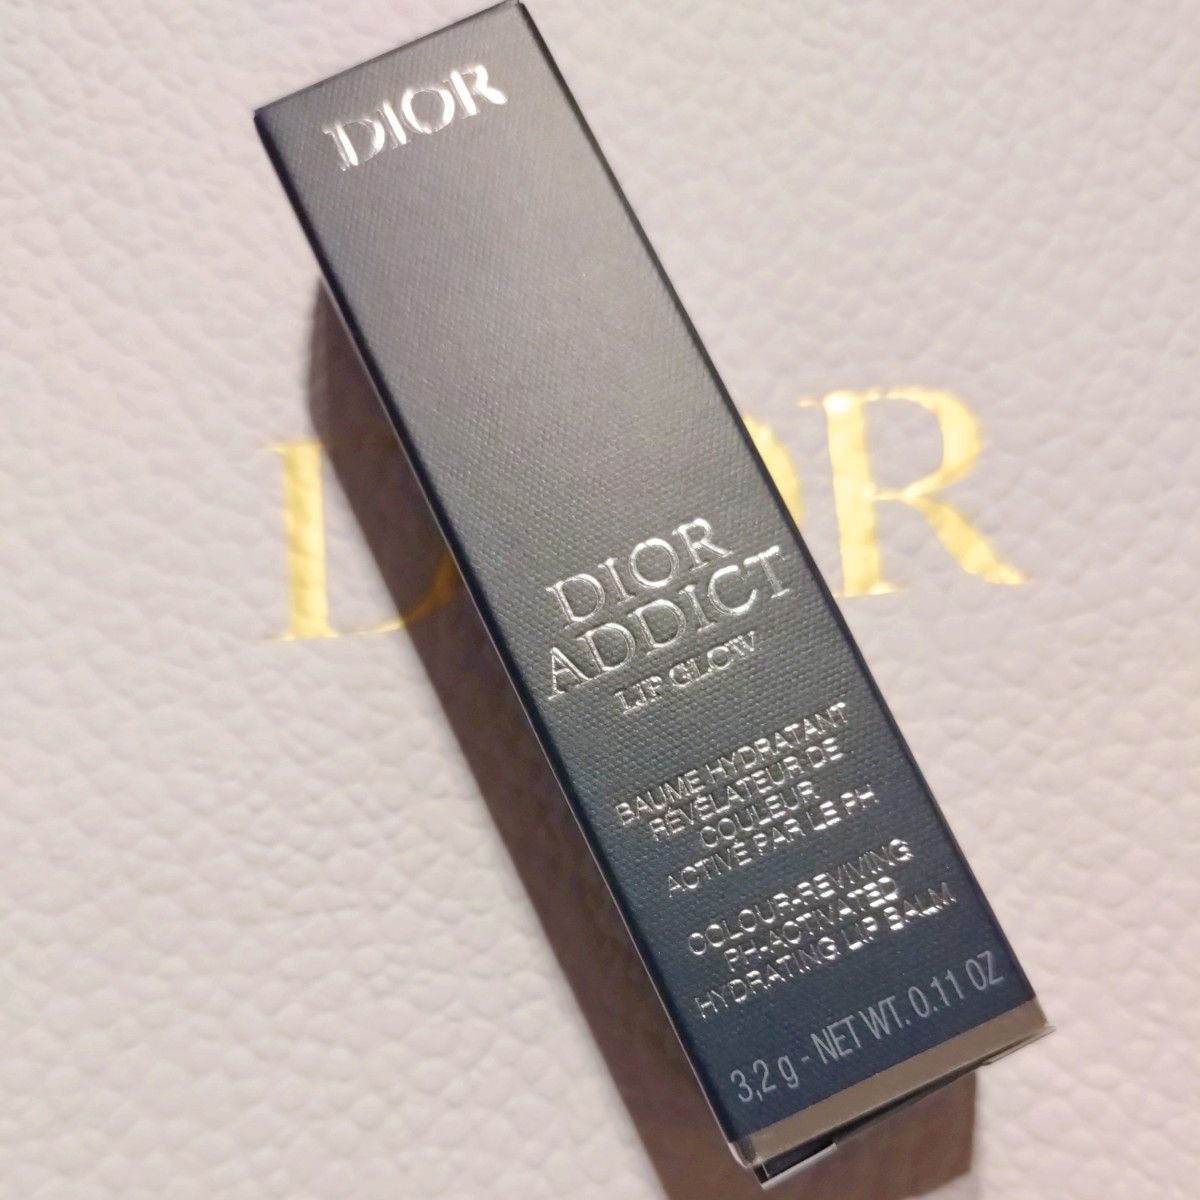 DIOR
DIOR
DIOR
ADDICT
LIP GLOW
BAUME HYDRATANT
RÉVÉLATEUR DE
COULEUR
ACTIVÉ PAR LE PH
COLOUR-REVIVING
PH-ACTIVATED
HYDRATING LIP BALM
3,2 g - NET WT. 0.11 OZ